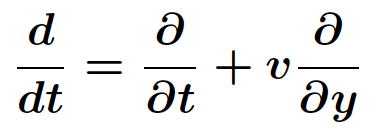 d/dt = ∂/∂t + v ∂/∂y